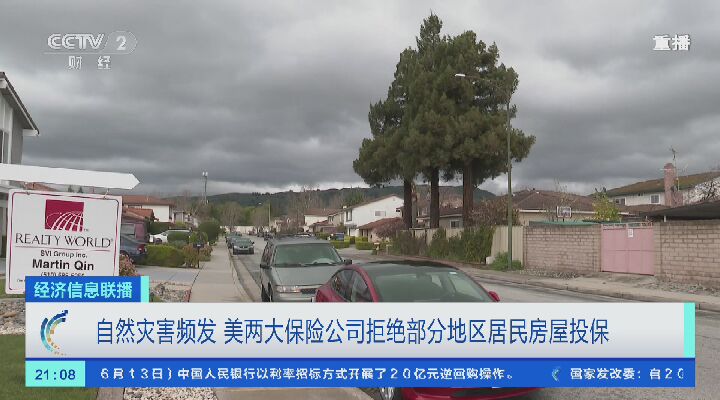 CCTV 2
财经
重播
REALTY WORLD
SVI Group Inc.
Martin Qin
经济信息联播
自然灾害频发 美两大保险公司拒绝部分地区居民房屋投保
21:08
6月13日）中国人民银行以利率招标方式开展了20亿元逆回购操作。
国家发改委：自20